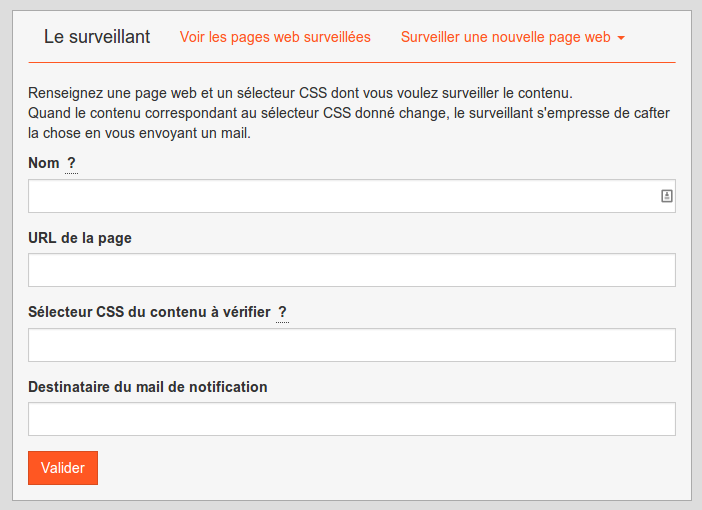 Le surveillant Voir les pages web surveillées Surveiller une nouvelle page web
Renseignez une page web et un sélecteur CSS dont vous voulez surveiller le contenu.
Quand le contenu correspondant au sélecteur CSS donné change, le surveillant s'empresse de cafter
la chose en vous envoyant un mail.
Nom ?
URL de la page
Sélecteur CSS du contenu à vérifier ?
Destinataire du mail de notification
Valider